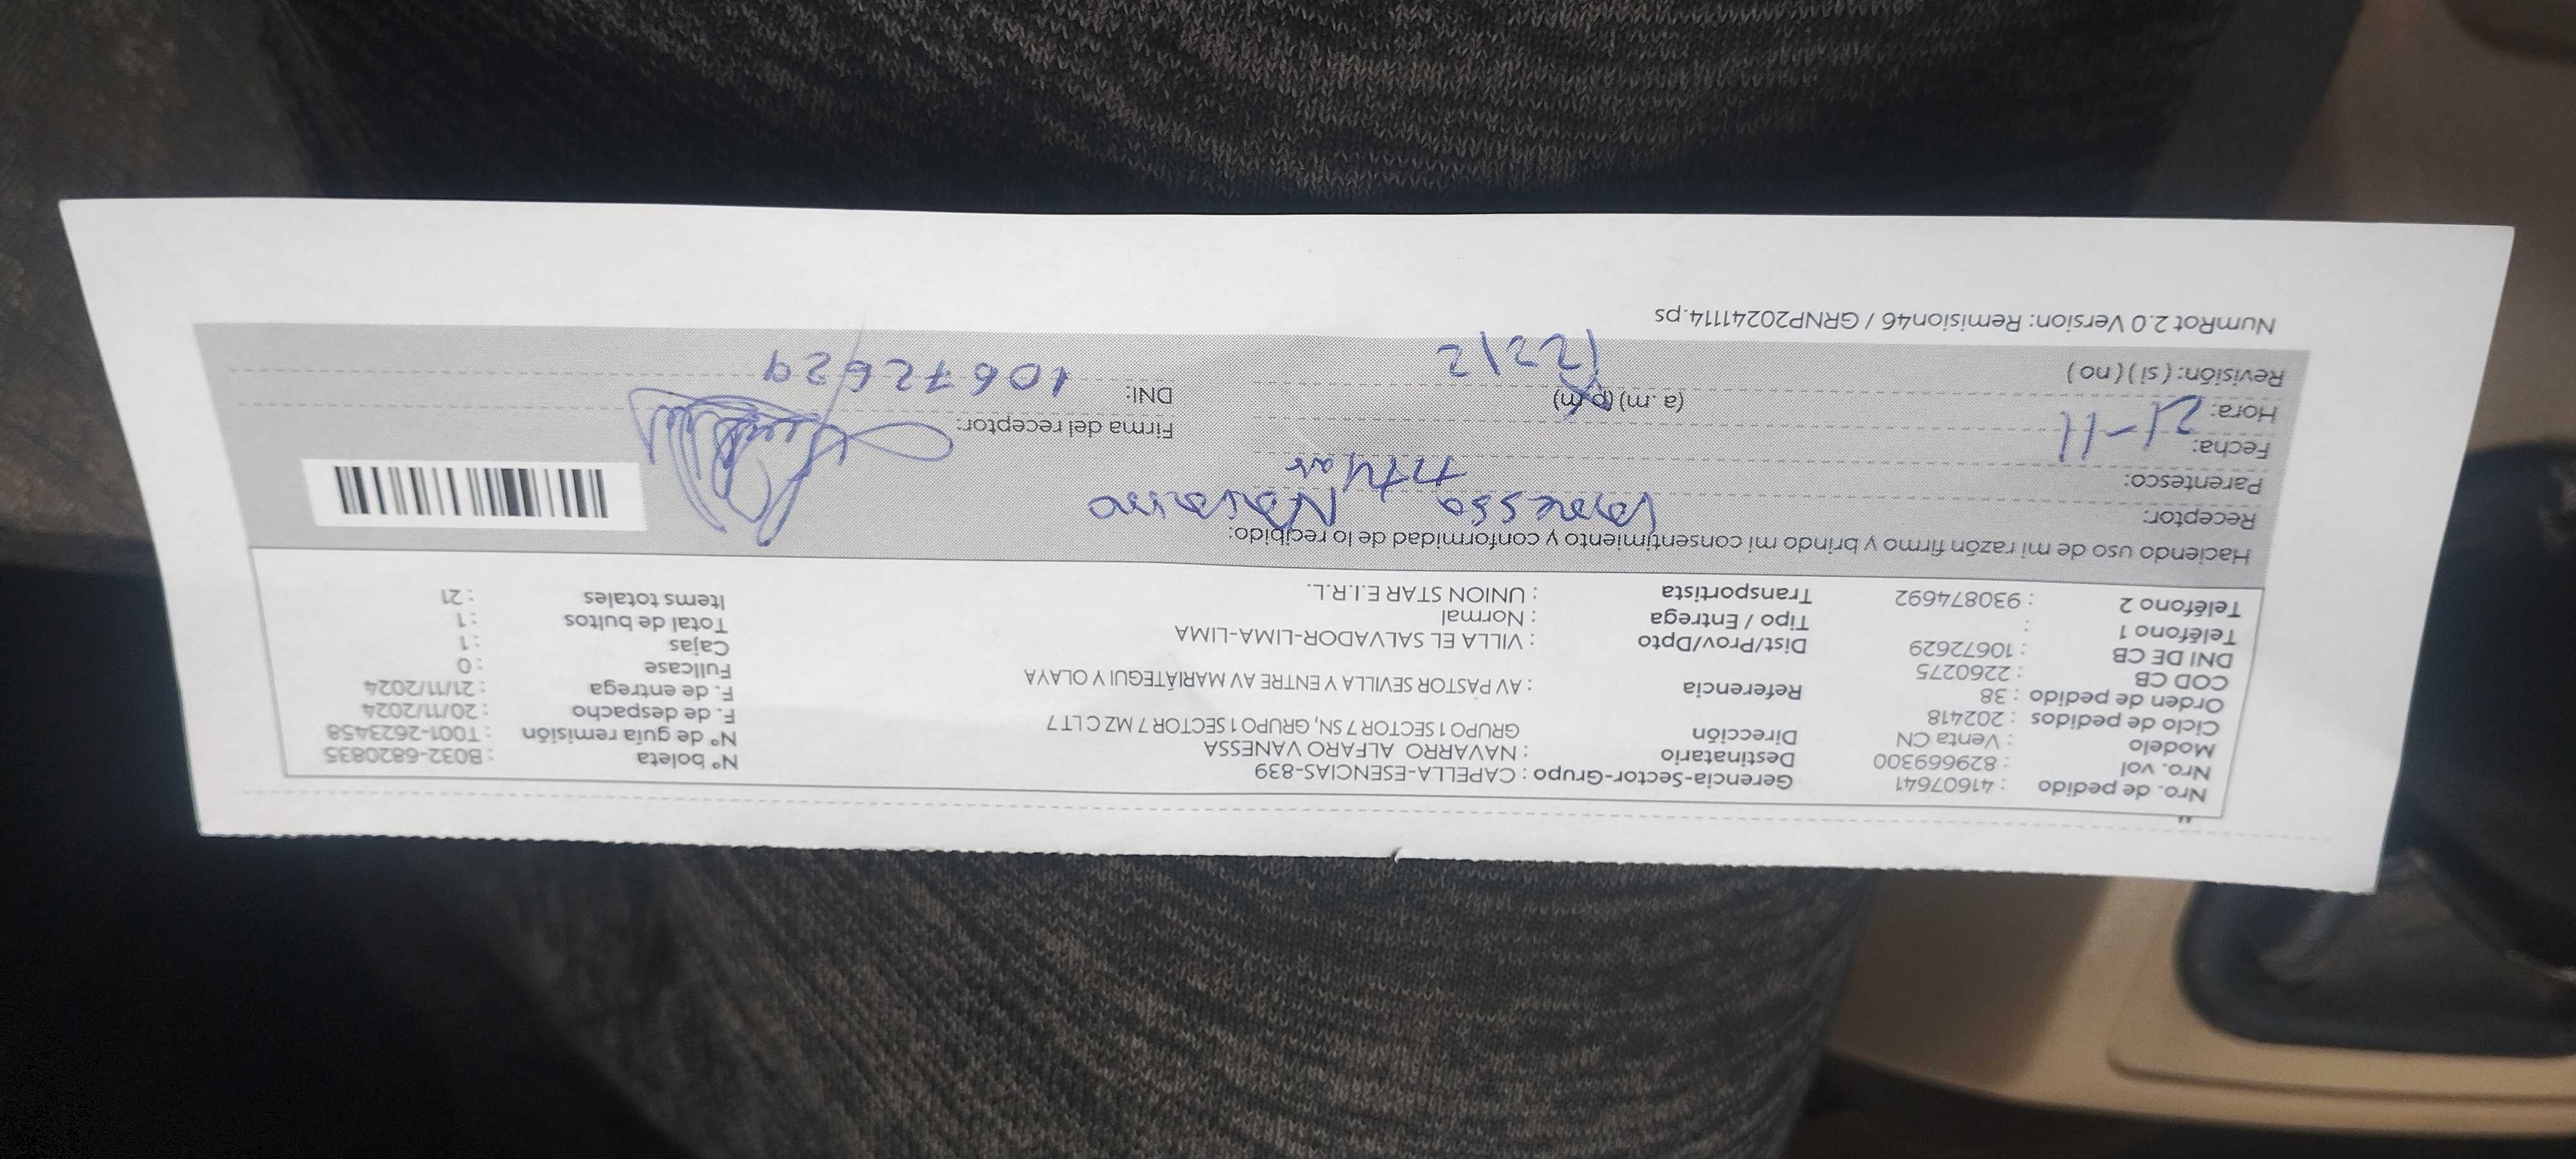 Nro. de pedido : 41607641 Gerencia-Sector-Grupo : CAPELLA-ESENCIAS-839 N° boleta : B032-6820835
Nro. vol : 829669300 Destinatario : NAVARRO ALFARO VANESSA N° de guía remisión : T001-2623458
Modelo : Venta CN Dirección GRUPO 1 SECTOR 7 SN, GRUPO 1 SECTOR 1 SECTOR 7 MZ C LT 7 F. de despacho : 20/11/2024
Ciclo de pedidos : 202418 Referencia : AV PASTOR SEVILLA Y ENTRE AV MARIÁTEGUI Y OLAYA F. de entrega : 21/11/2024
Orden de pedido : 38 Dist/Prov/Dpto : VILLA EL SALVADOR-LIMA-LIMA Fullcase : 0
COD CB : 2260275 Tipo / Entrega : Normal Cajas : 1
DNI DE CB : 10672629 Transportista : UNION STAR E.I.R.L. Total de bultos : 1
Teléfono 1 : Items totales : 21
Teléfono 2 : 930874692
Haciendo uso de mi razón firmo y brindo mi consentimiento y conformidad de lo recibido:
Receptor: Vanessa Navarro
Parentesco: titular
Fecha: 21-11 Firma del receptor:
Hora: (a.m) (p.m) 1221 DNI: 10672629
Revisión: ( si ) ( no )
NumRot 2.0 Version: Remision46 / GRNP20241114.ps